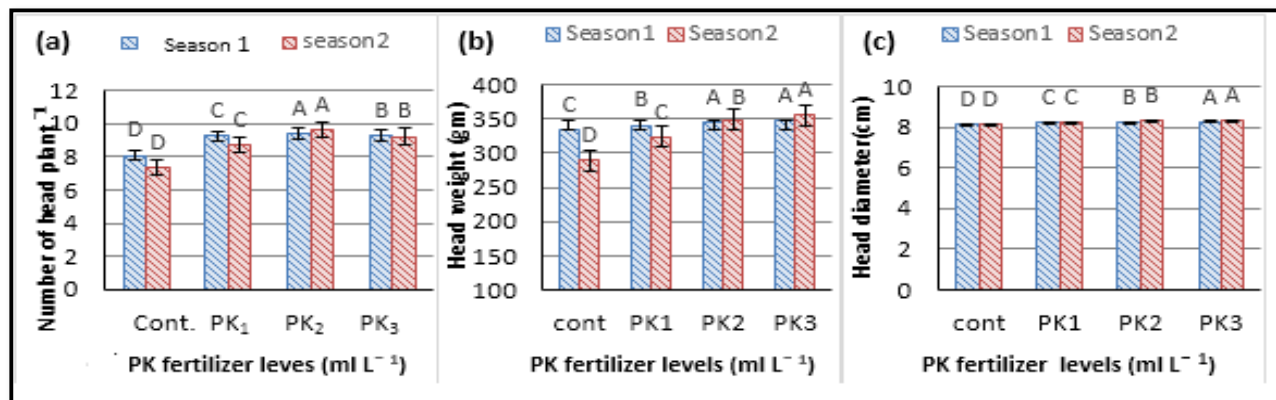 (a)
Season 1
season2
Number of head plant⁻¹
12
10
8
6
4
2
0
D D
C C
A A
B B
Cont. PK₁ PK₂ PK₃
PK fertilizer leves (ml L⁻ ¹)
(b)
Season1 Season2
Head weight (gm)
400
350
300
250
200
150
100
C D
B C
A B
A A
cont PK1 PK2 PK3
PK fertilizer levels (ml L⁻ ¹)
(c)
Season1 Season2
Head diameter(cm)
10
8
6
4
2
0
D D
C C
B B
A A
cont PK1 PK2 PK3
PK fertilizer levels (ml L⁻ ¹)